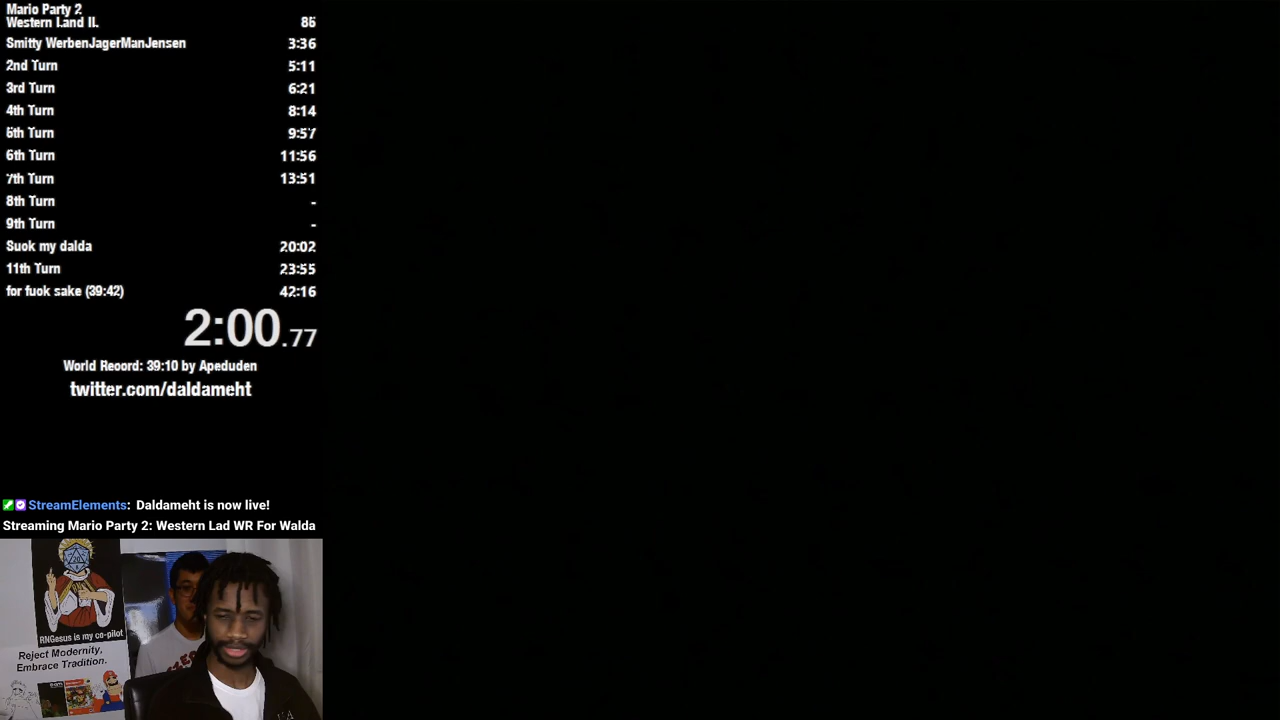 Mario Party 2
Western Land II. 85
Smitty WerbenJagerManJensen 3:36
2nd Turn 5:11
3rd Turn 6:21
4th Turn 8:14
5th Turn 9:57
6th Turn 11:56
7th Turn 13:51
8th Turn -
9th Turn -
Suok my dalda 20:02
11th Turn 23:55
for fuok sake (39:42) 42:16
2:00.77
World Reoord: 39:10 by Apeduden
twitter.com/daldameht
StreamElements: Daldameht is now live!
Streaming Mario Party 2: Western Lad WR For Walda
RNGesus is my co-pilot
Reject Modernity,
Embrace Tradition.